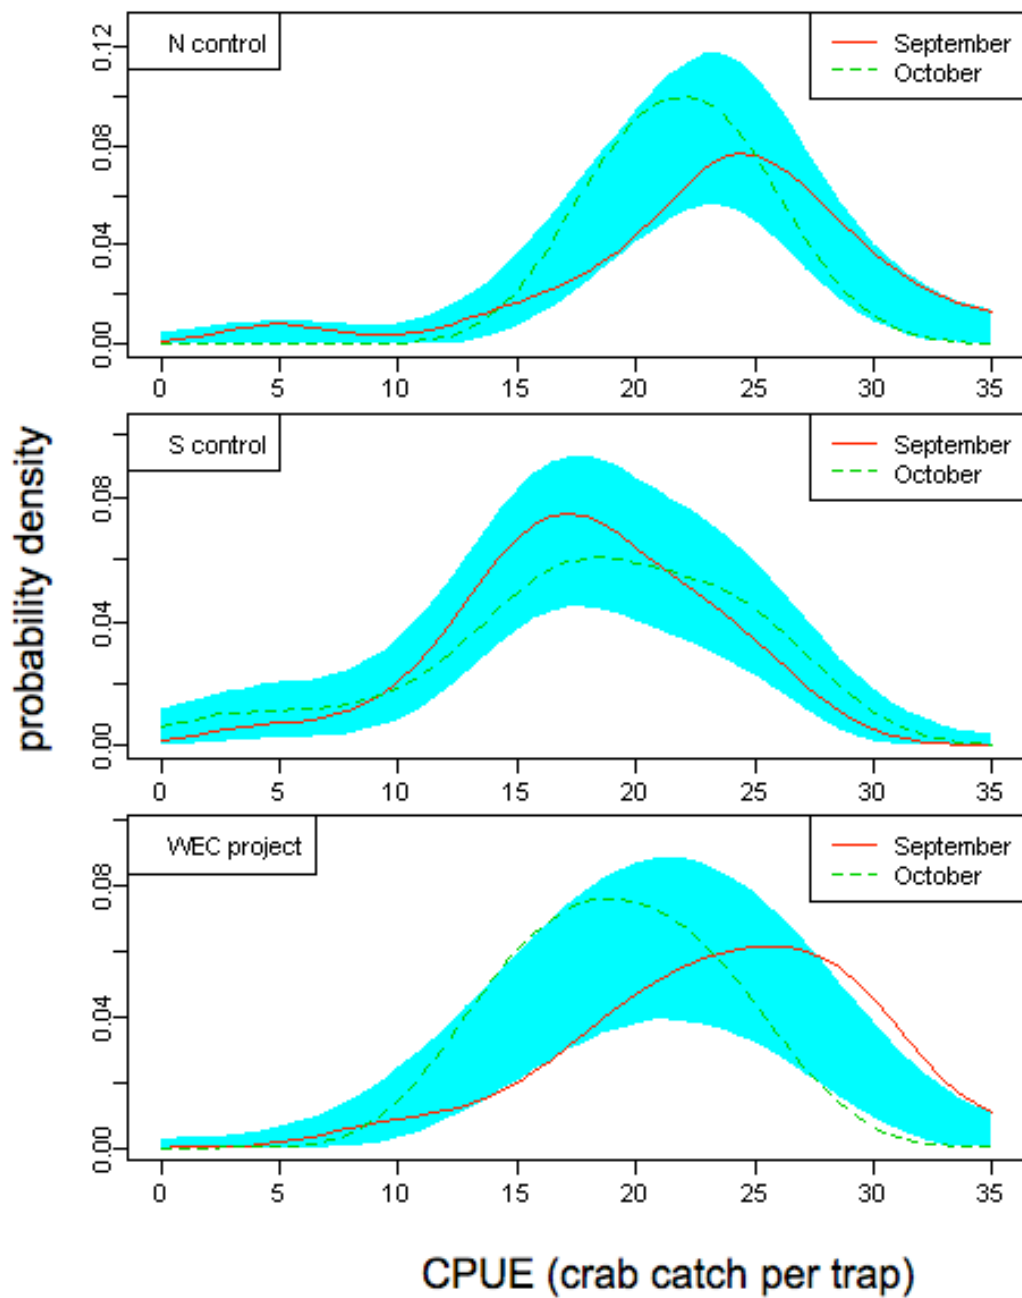 N control
September
October
0.12
0.08
0.04
0.00
0 5 10 15 20 25 30 35
S control
September
October
0.08
0.04
0.00
0 5 10 15 20 25 30 35
probability density
WEC project
September
October
0.08
0.04
0.00
0 5 10 15 20 25 30 35
CPUE (crab catch per trap)